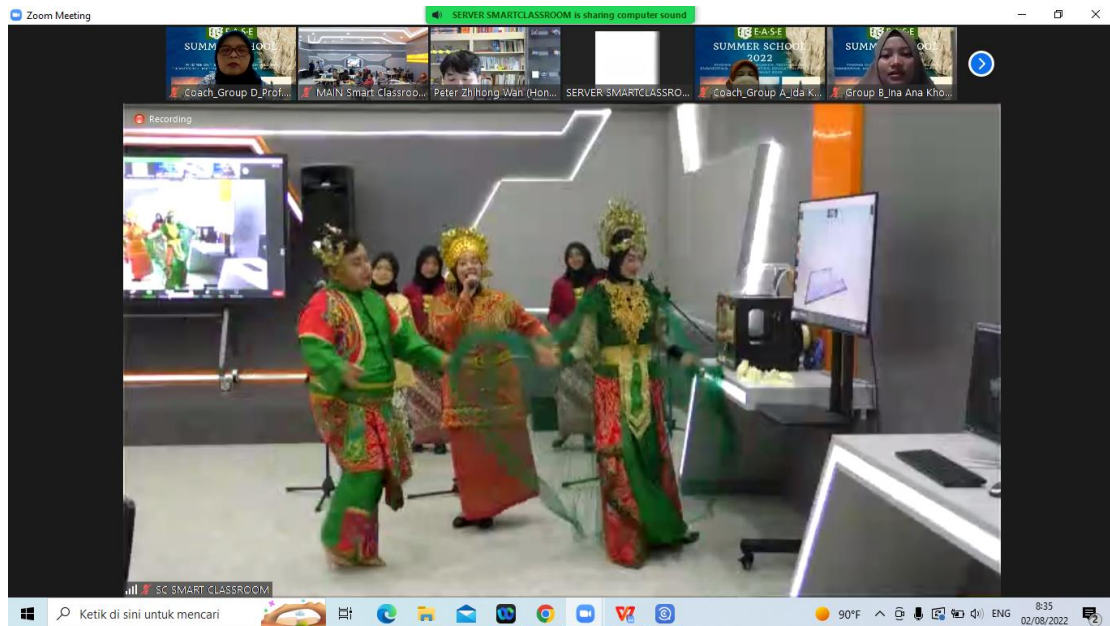 Zoom Meeting
SERVER SMARTCLASSROOM is sharing computer sound
E-A-S-E
SUMM
Coach_Group D_Prof....
MAIN Smart Classroo...
Peter Zhihong Wan (Hon...
SERVER SMARTCLASSRO...
E-A-S-E
SUMMER SCHOOL
2022
Coach_Group A_Ida K...
E-A-S-E
SUMM
Group B_Ina Ana Kho...
Recording
SC SMART CLASSROOM
Ketik di sini untuk mencari
90°F
ENG
8:35
02/08/2022
2